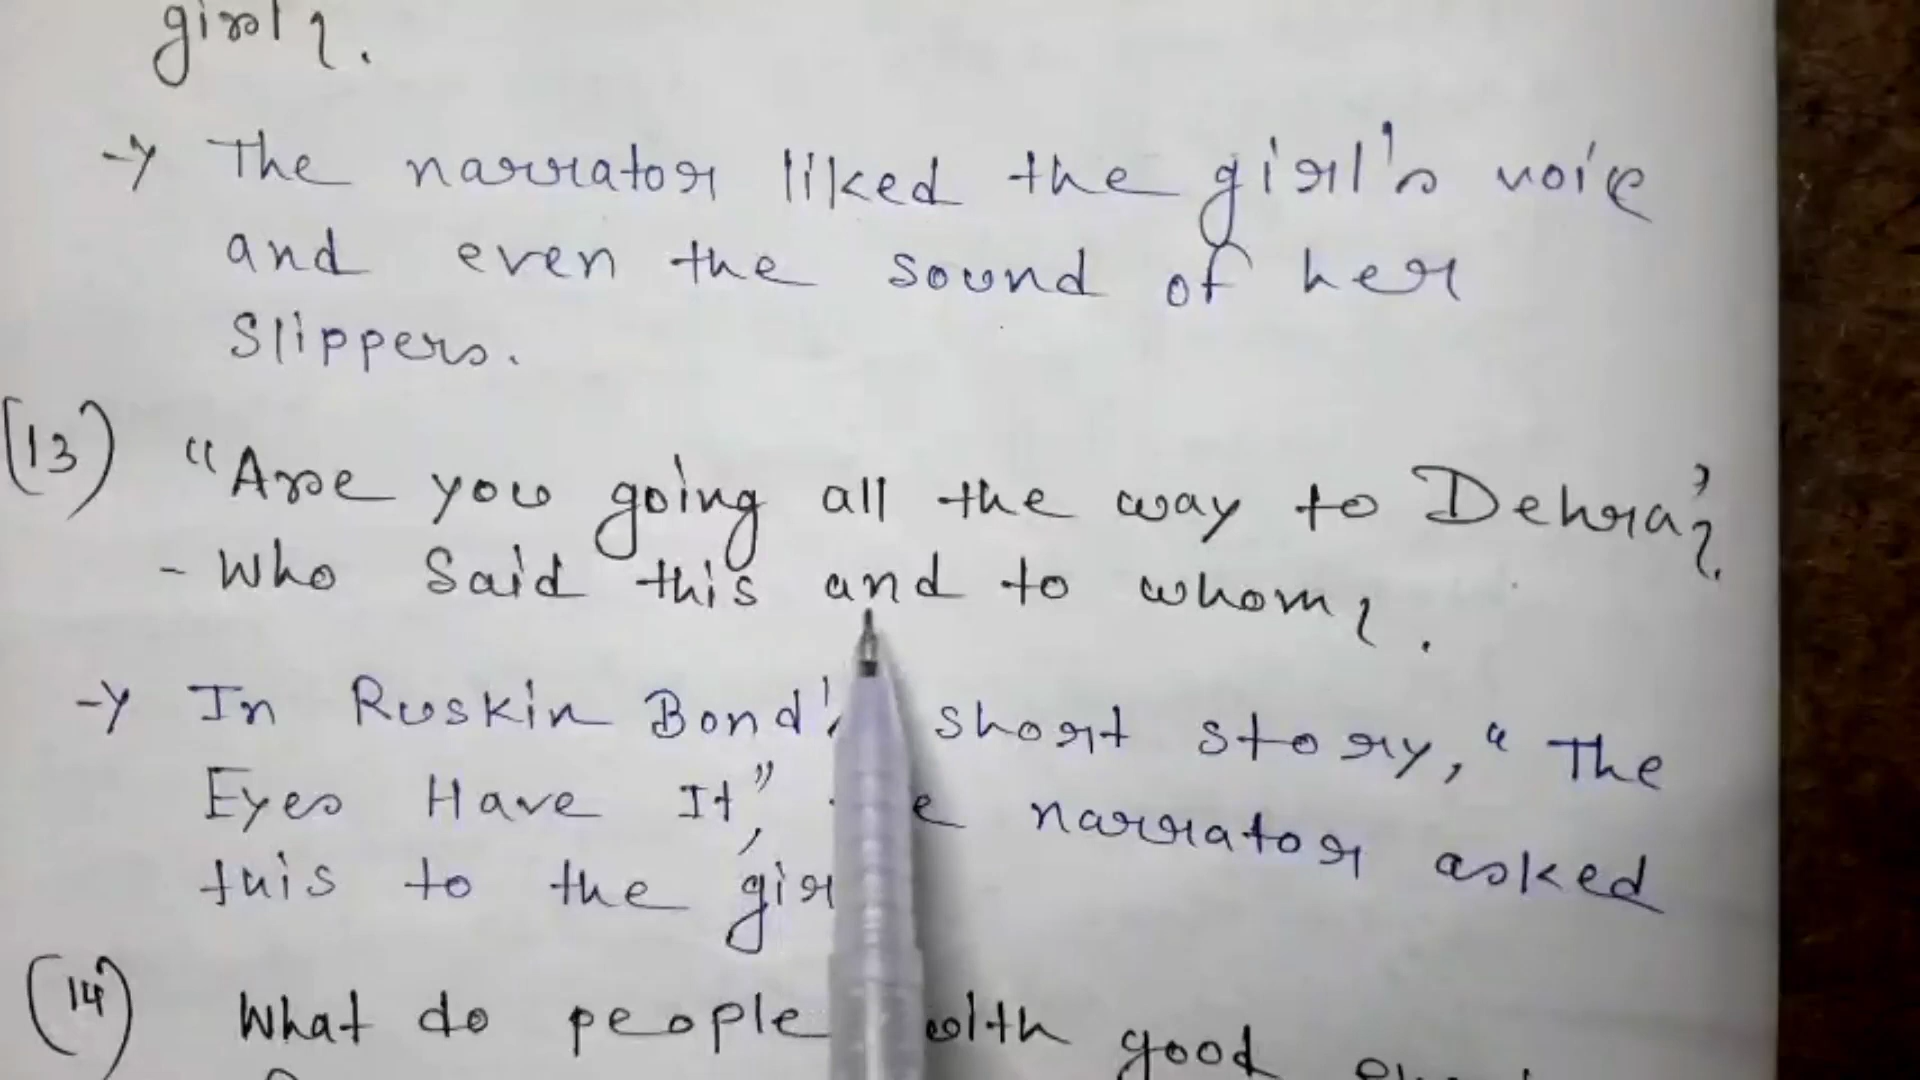 girl?.
→ The narrator liked the girl's voice
and even the sound of her
Slippers.
(13) "Are you going all the way to Dehra"?.
- Who Said this and to whom?.
→ In Ruskin Bond's short story, "The
Eyes Have It", narrator asked
this to the
(14) What do people with good